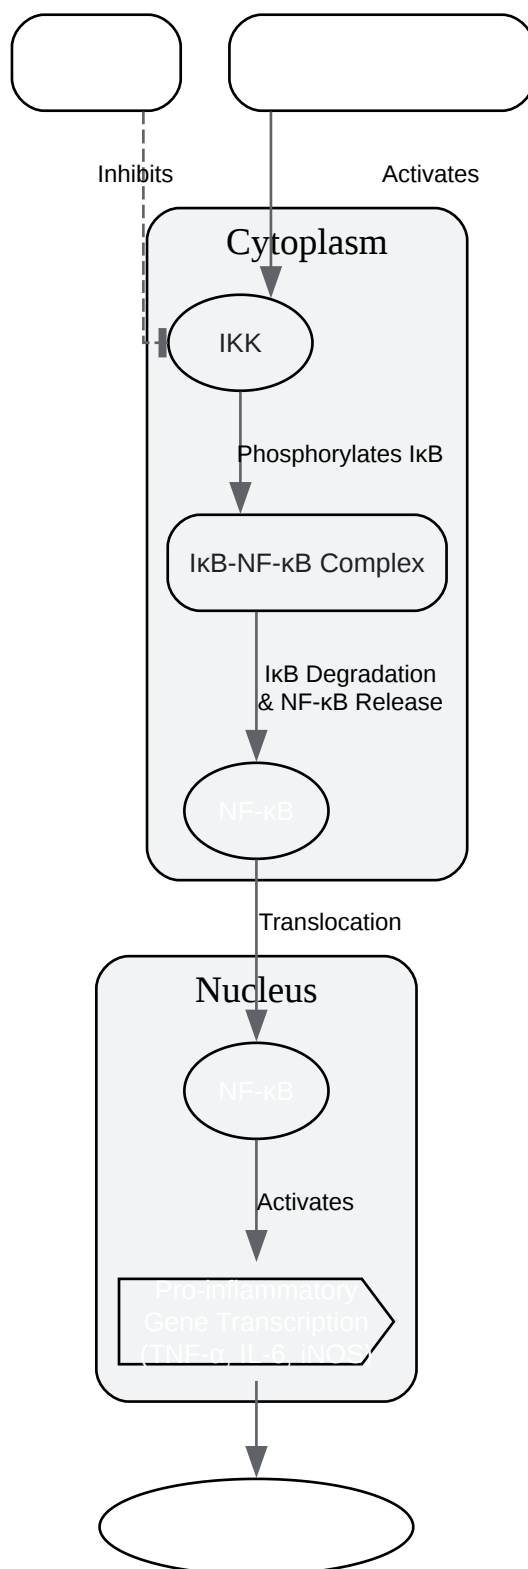 Inhibits
Activates
Cytoplasm
IKK
Phosphorylates IκB
IκB-NF-κB Complex
IκB Degradation
& NF-κB Release
NF-κB
Translocation
Nucleus
NF-κB
Activates
Pro-inflammatory
Gene Transcription
(TNF-α, IL-6, iNOS)